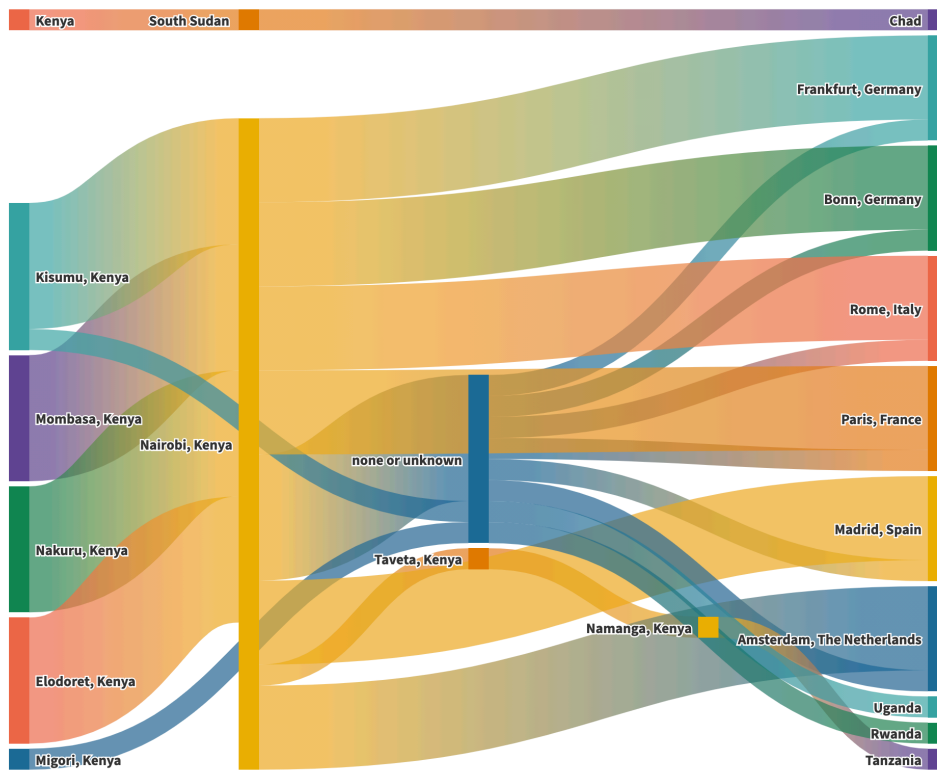 Kenya
South Sudan
Chad
Frankfurt, Germany
Bonn, Germany
Kisumu, Kenya
Rome, Italy
Mombasa, Kenya
Paris, France
Nairobi, Kenya
none or unknown
Madrid, Spain
Nakuru, Kenya
Taveta, Kenya
Namanga, Kenya
Amsterdam, The Netherlands
Elodoret, Kenya
Uganda
Rwanda
Migori, Kenya
Tanzania